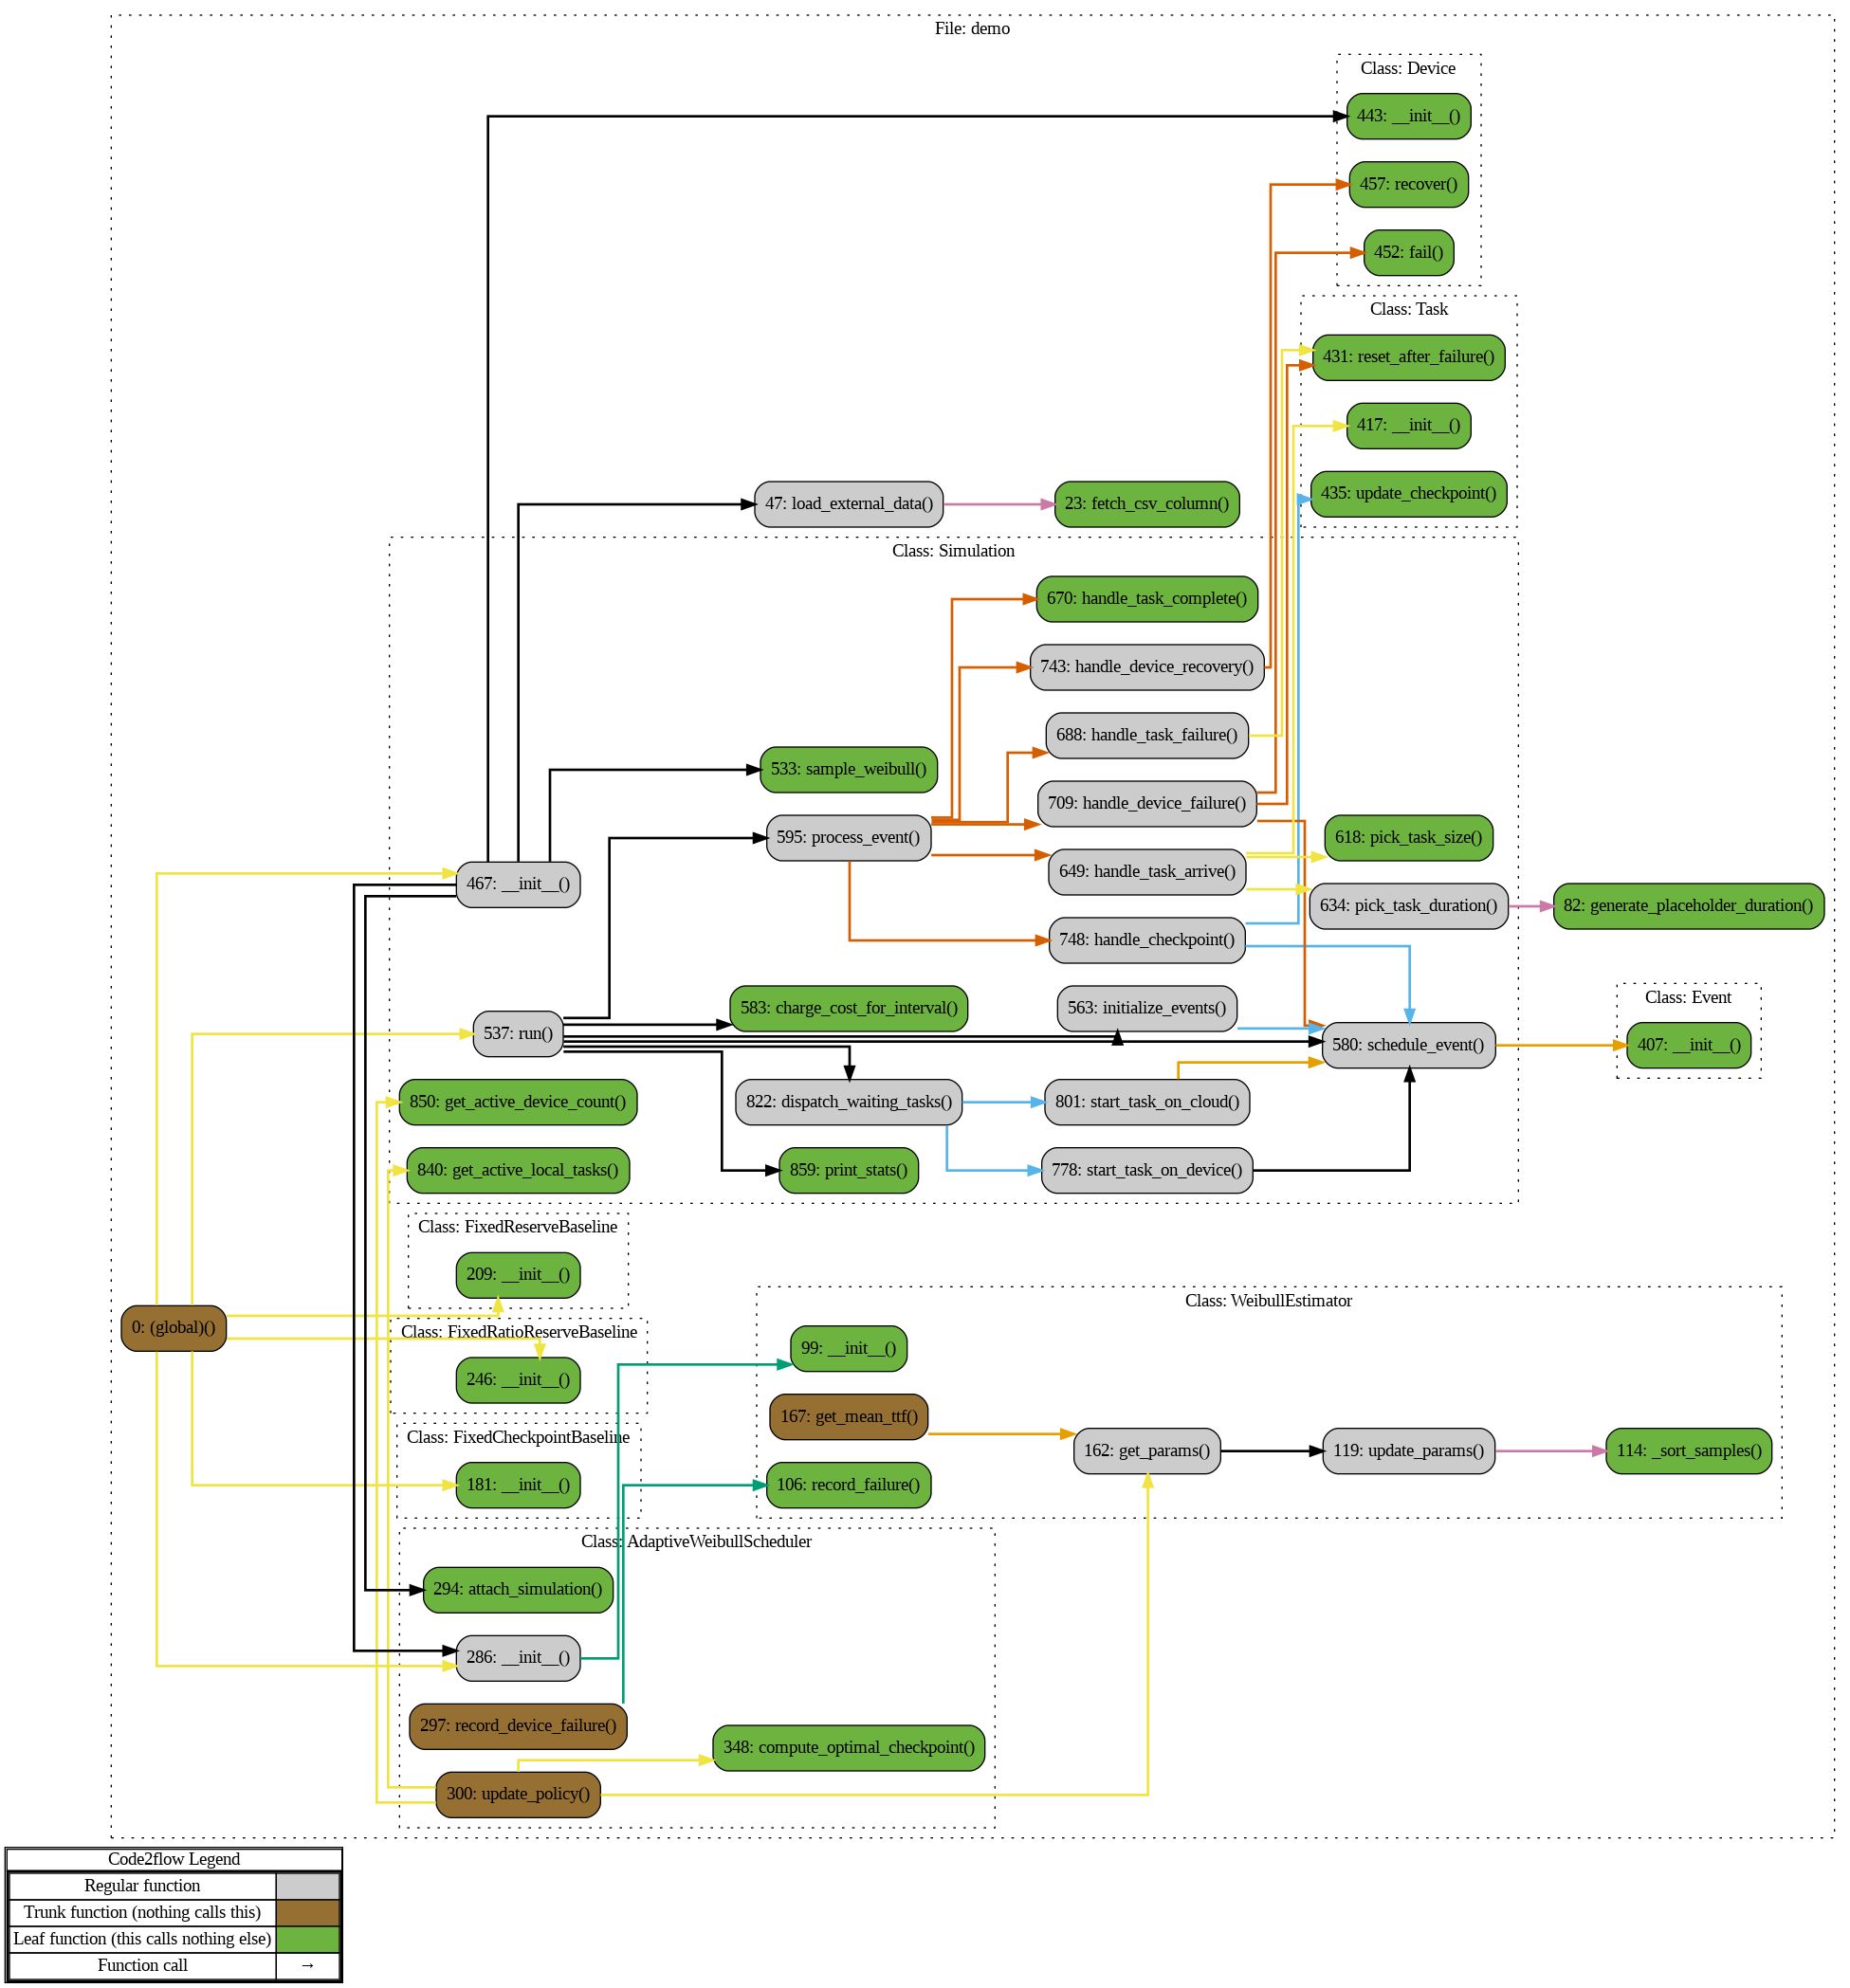 File: demo
Class: Device
443: __init__()
457: recover()
452: fail()
Class: Task
431: reset_after_failure()
417: __init__()
435: update_checkpoint()
47: load_external_data()
23: fetch_csv_column()
Class: Simulation
670: handle_task_complete()
743: handle_device_recovery()
688: handle_task_failure()
533: sample_weibull()
709: handle_device_failure()
595: process_event()
618: pick_task_size()
649: handle_task_arrive()
467: __init__()
634: pick_task_duration()
82: generate_placeholder_duration()
748: handle_checkpoint()
583: charge_cost_for_interval()
563: initialize_events()
537: run()
580: schedule_event()
Class: Event
407: __init__()
850: get_active_device_count()
822: dispatch_waiting_tasks()
801: start_task_on_cloud()
840: get_active_local_tasks()
859: print_stats()
778: start_task_on_device()
Class: FixedReserveBaseline
209: __init__()
0: (global)()
Class: FixedRatioReserveBaseline
246: __init__()
Class: WeibullEstimator
99: __init__()
167: get_mean_ttf()
162: get_params()
119: update_params()
114: _sort_samples()
106: record_failure()
Class: FixedCheckpointBaseline
181: __init__()
Class: AdaptiveWeibullScheduler
294: attach_simulation()
286: __init__()
297: record_device_failure()
348: compute_optimal_checkpoint()
300: update_policy()
Code2flow Legend
Regular function
Trunk function (nothing calls this)
Leaf function (this calls nothing else)
Function call →